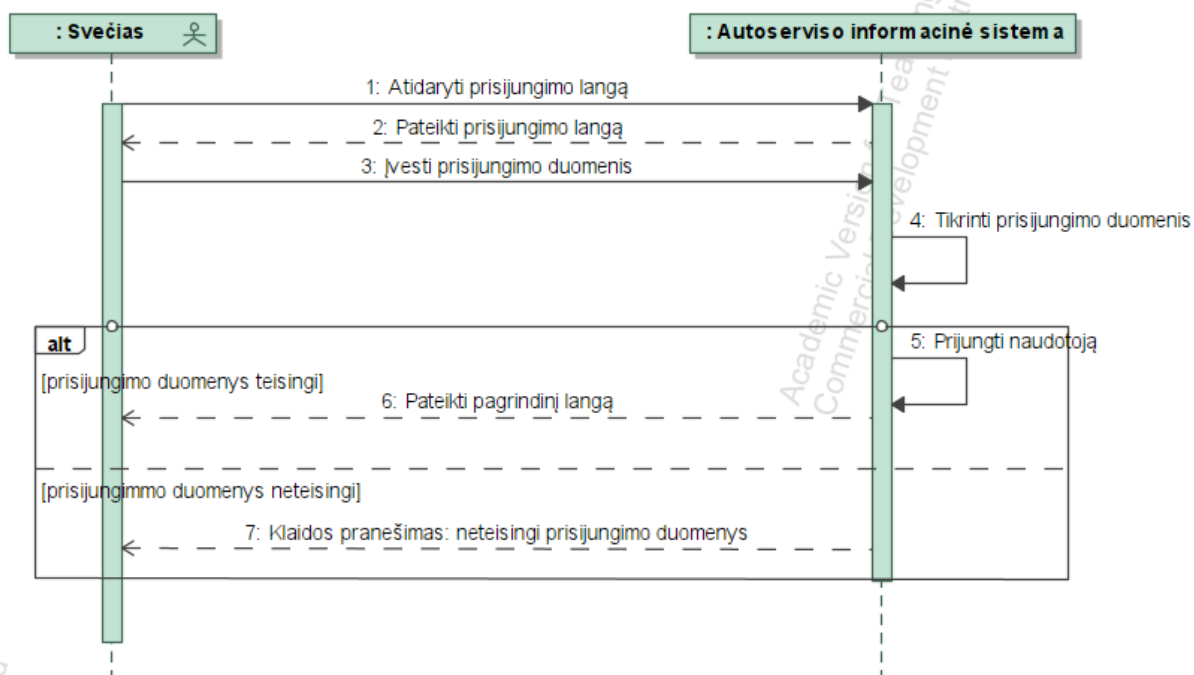 : Svečias
: Autoserviso informacinė sistema
1: Atidaryti prisijungimo langą
2: Pateikti prisijungimo langą
3: Įvesti prisijungimo duomenis
4: Tikrinti prisijungimo duomenis
alt
5: Prijungti naudotoją
[prisijungimo duomenys teisingi]
6: Pateikti pagrindinį langą
[prisijungimmo duomenys neteisingi]
7: Klaidos pranešimas: neteisingi prisijungimo duomenys
Academic Version for Tea
Commercial Development